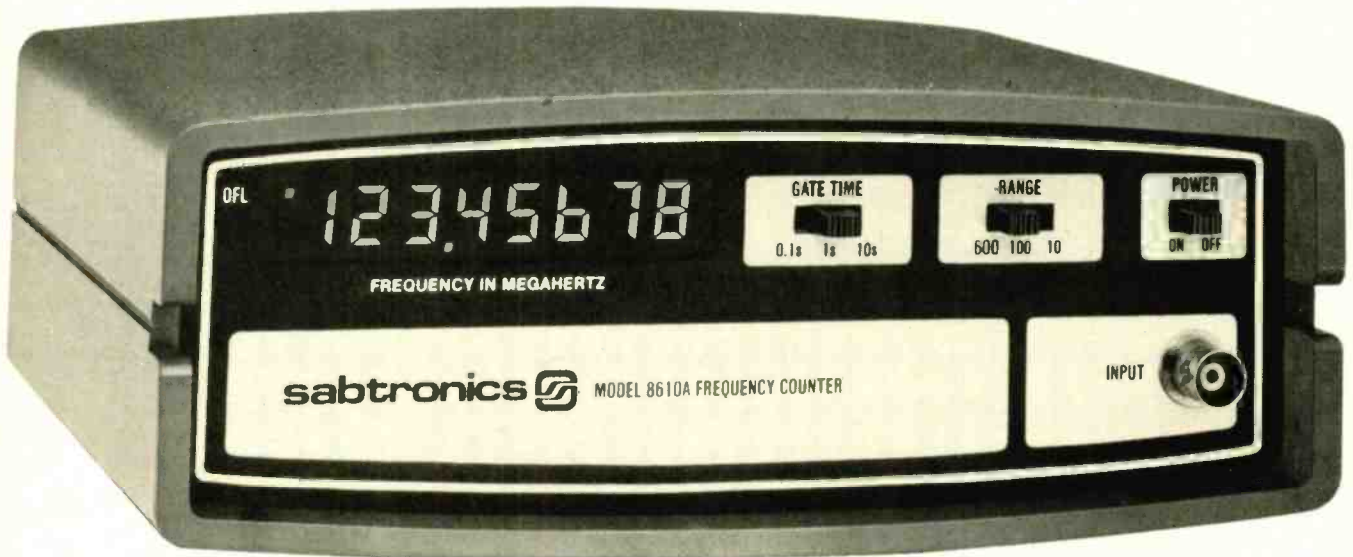 OFL 123.45678
GATE TIME
0.1s 1s 10s
RANGE
600 100 10
POWER
ON OFF
FREQUENCY IN MEGAHERTZ
sabtronics MODEL 8610A FREQUENCY COUNTER
INPUT